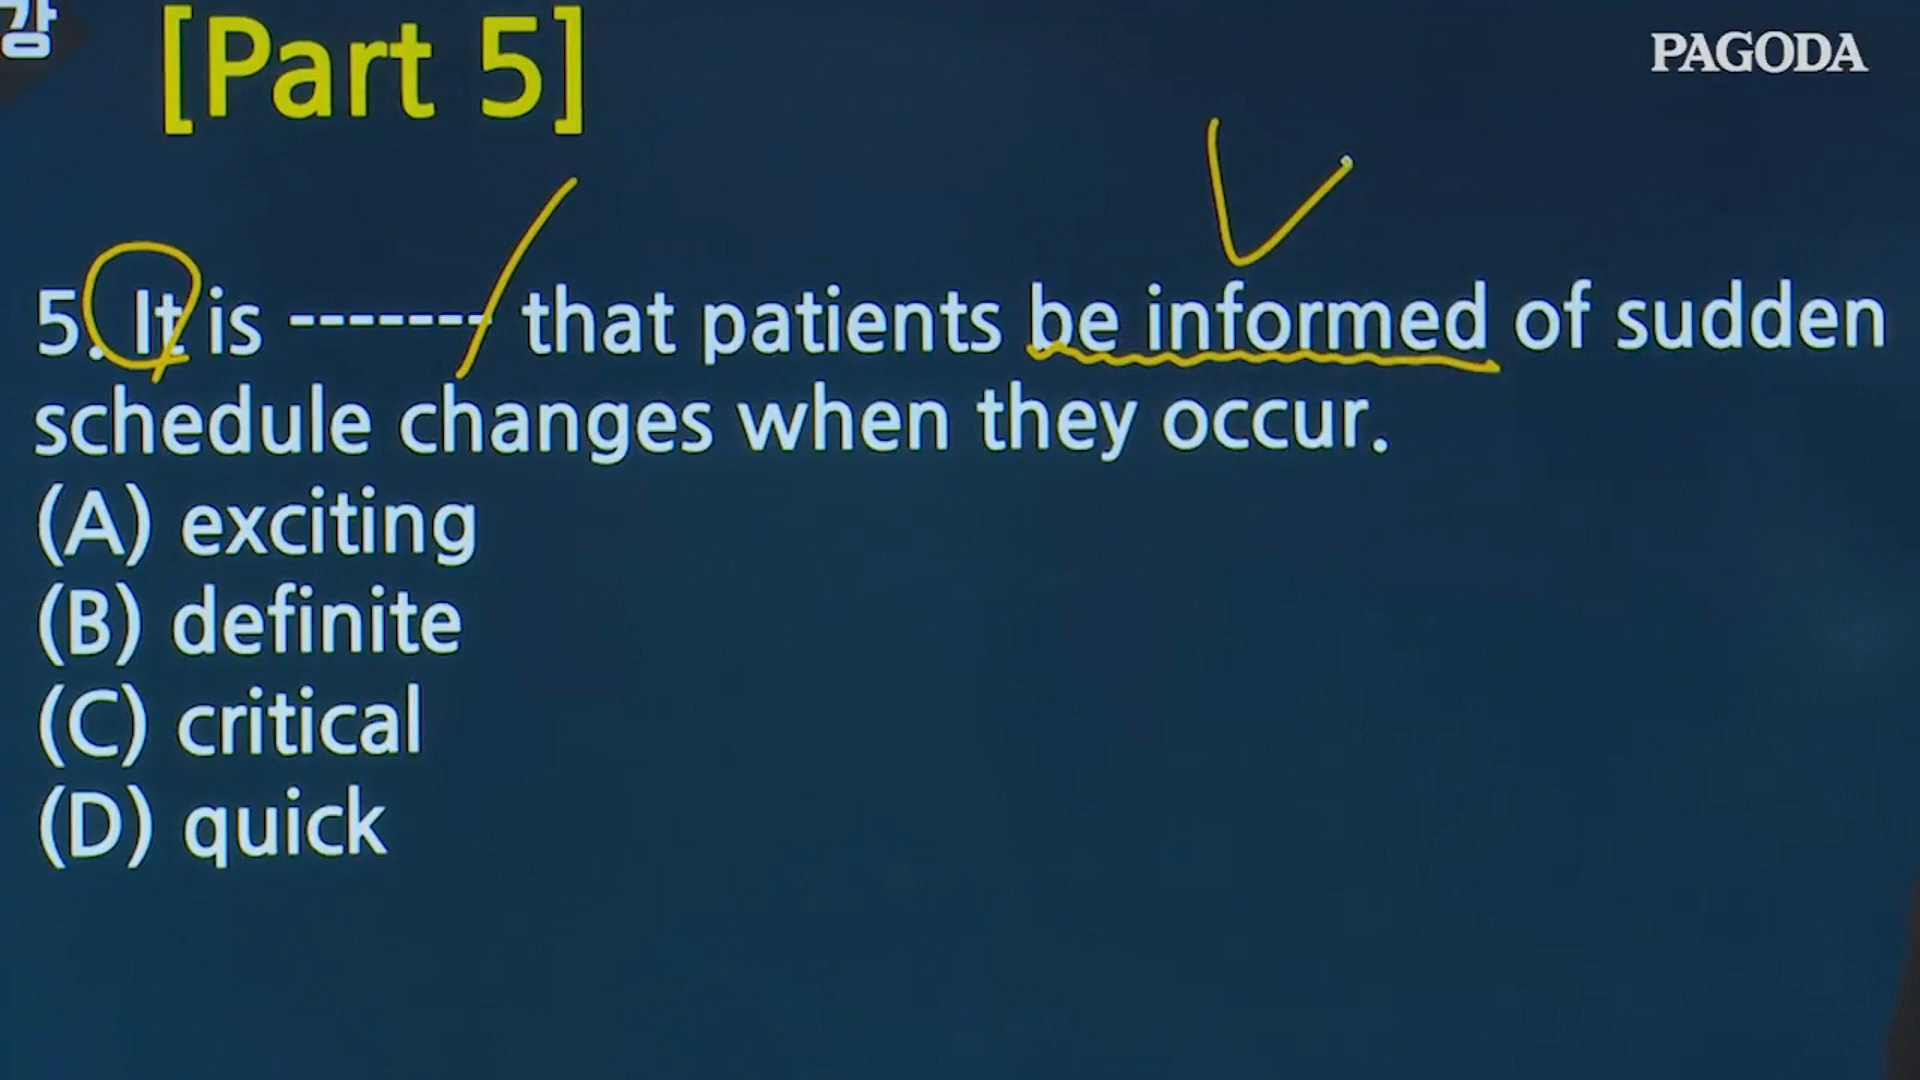 강
[Part 5]
PAGODA
5. It is ------- that patients be informed of sudden
schedule changes when they occur.
(A) exciting
(B) definite
(C) critical
(D) quick